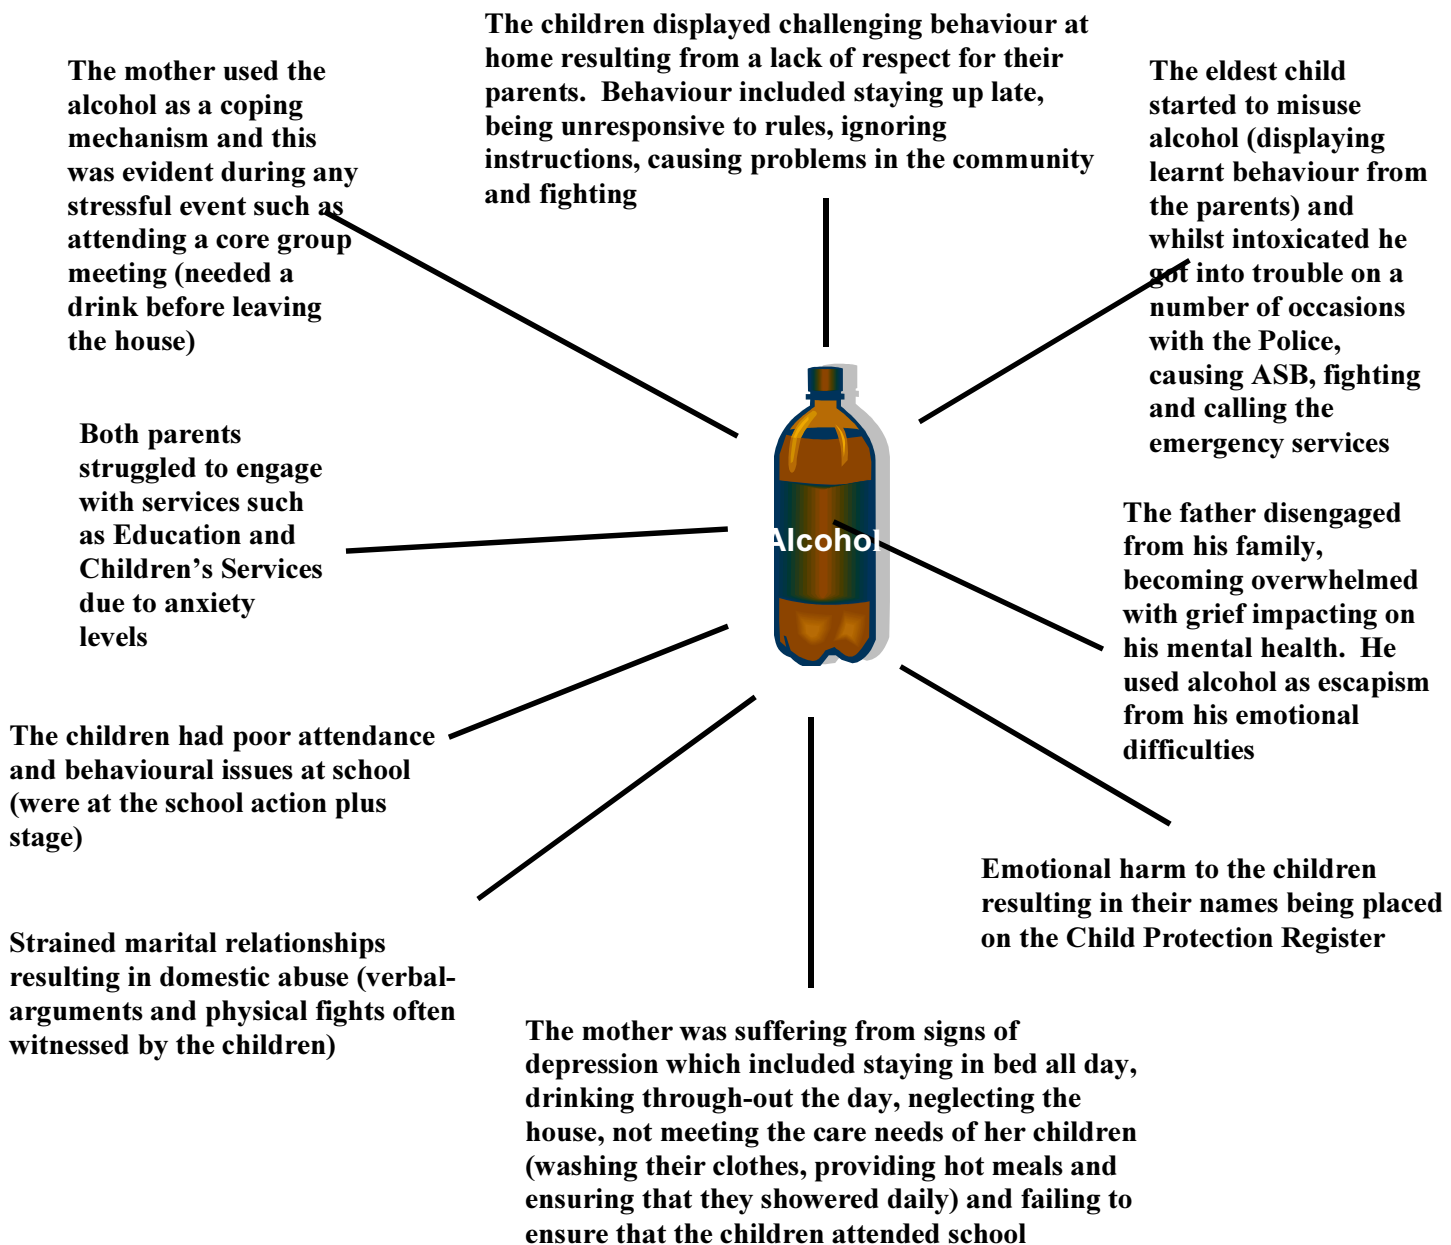 The children displayed challenging behaviour at
home resulting from a lack of respect for their
parents.  Behaviour included staying up late,
being unresponsive to rules, ignoring
instructions, causing problems in the community
and fighting
The mother used the
alcohol as a coping
mechanism and this
was evident during any
stressful event such as
attending a core group
meeting (needed a
drink before leaving
the house)
The eldest child
started to misuse
alcohol (displaying
learnt behaviour from
the parents) and
whilst intoxicated he
got into trouble on a
number of occasions
with the Police,
causing ASB, fighting
and calling the
emergency services
Both parents
struggled to engage
with services such
as Education and
Children’s Services
due to anxiety
levels
Alcohol
The father disengaged
from his family,
becoming overwhelmed
with grief impacting on
his mental health.  He
used alcohol as escapism
from his emotional
difficulties
The children had poor attendance
and behavioural issues at school
(were at the school action plus
stage)
Emotional harm to the children
resulting in their names being placed
on the Child Protection Register
Strained marital relationships
resulting in domestic abuse (verbal-
arguments and physical fights often
witnessed by the children)
The mother was suffering from signs of
depression which included staying in bed all day,
drinking through-out the day, neglecting the
house, not meeting the care needs of her children
(washing their clothes, providing hot meals and
ensuring that they showered daily) and failing to
ensure that the children attended school